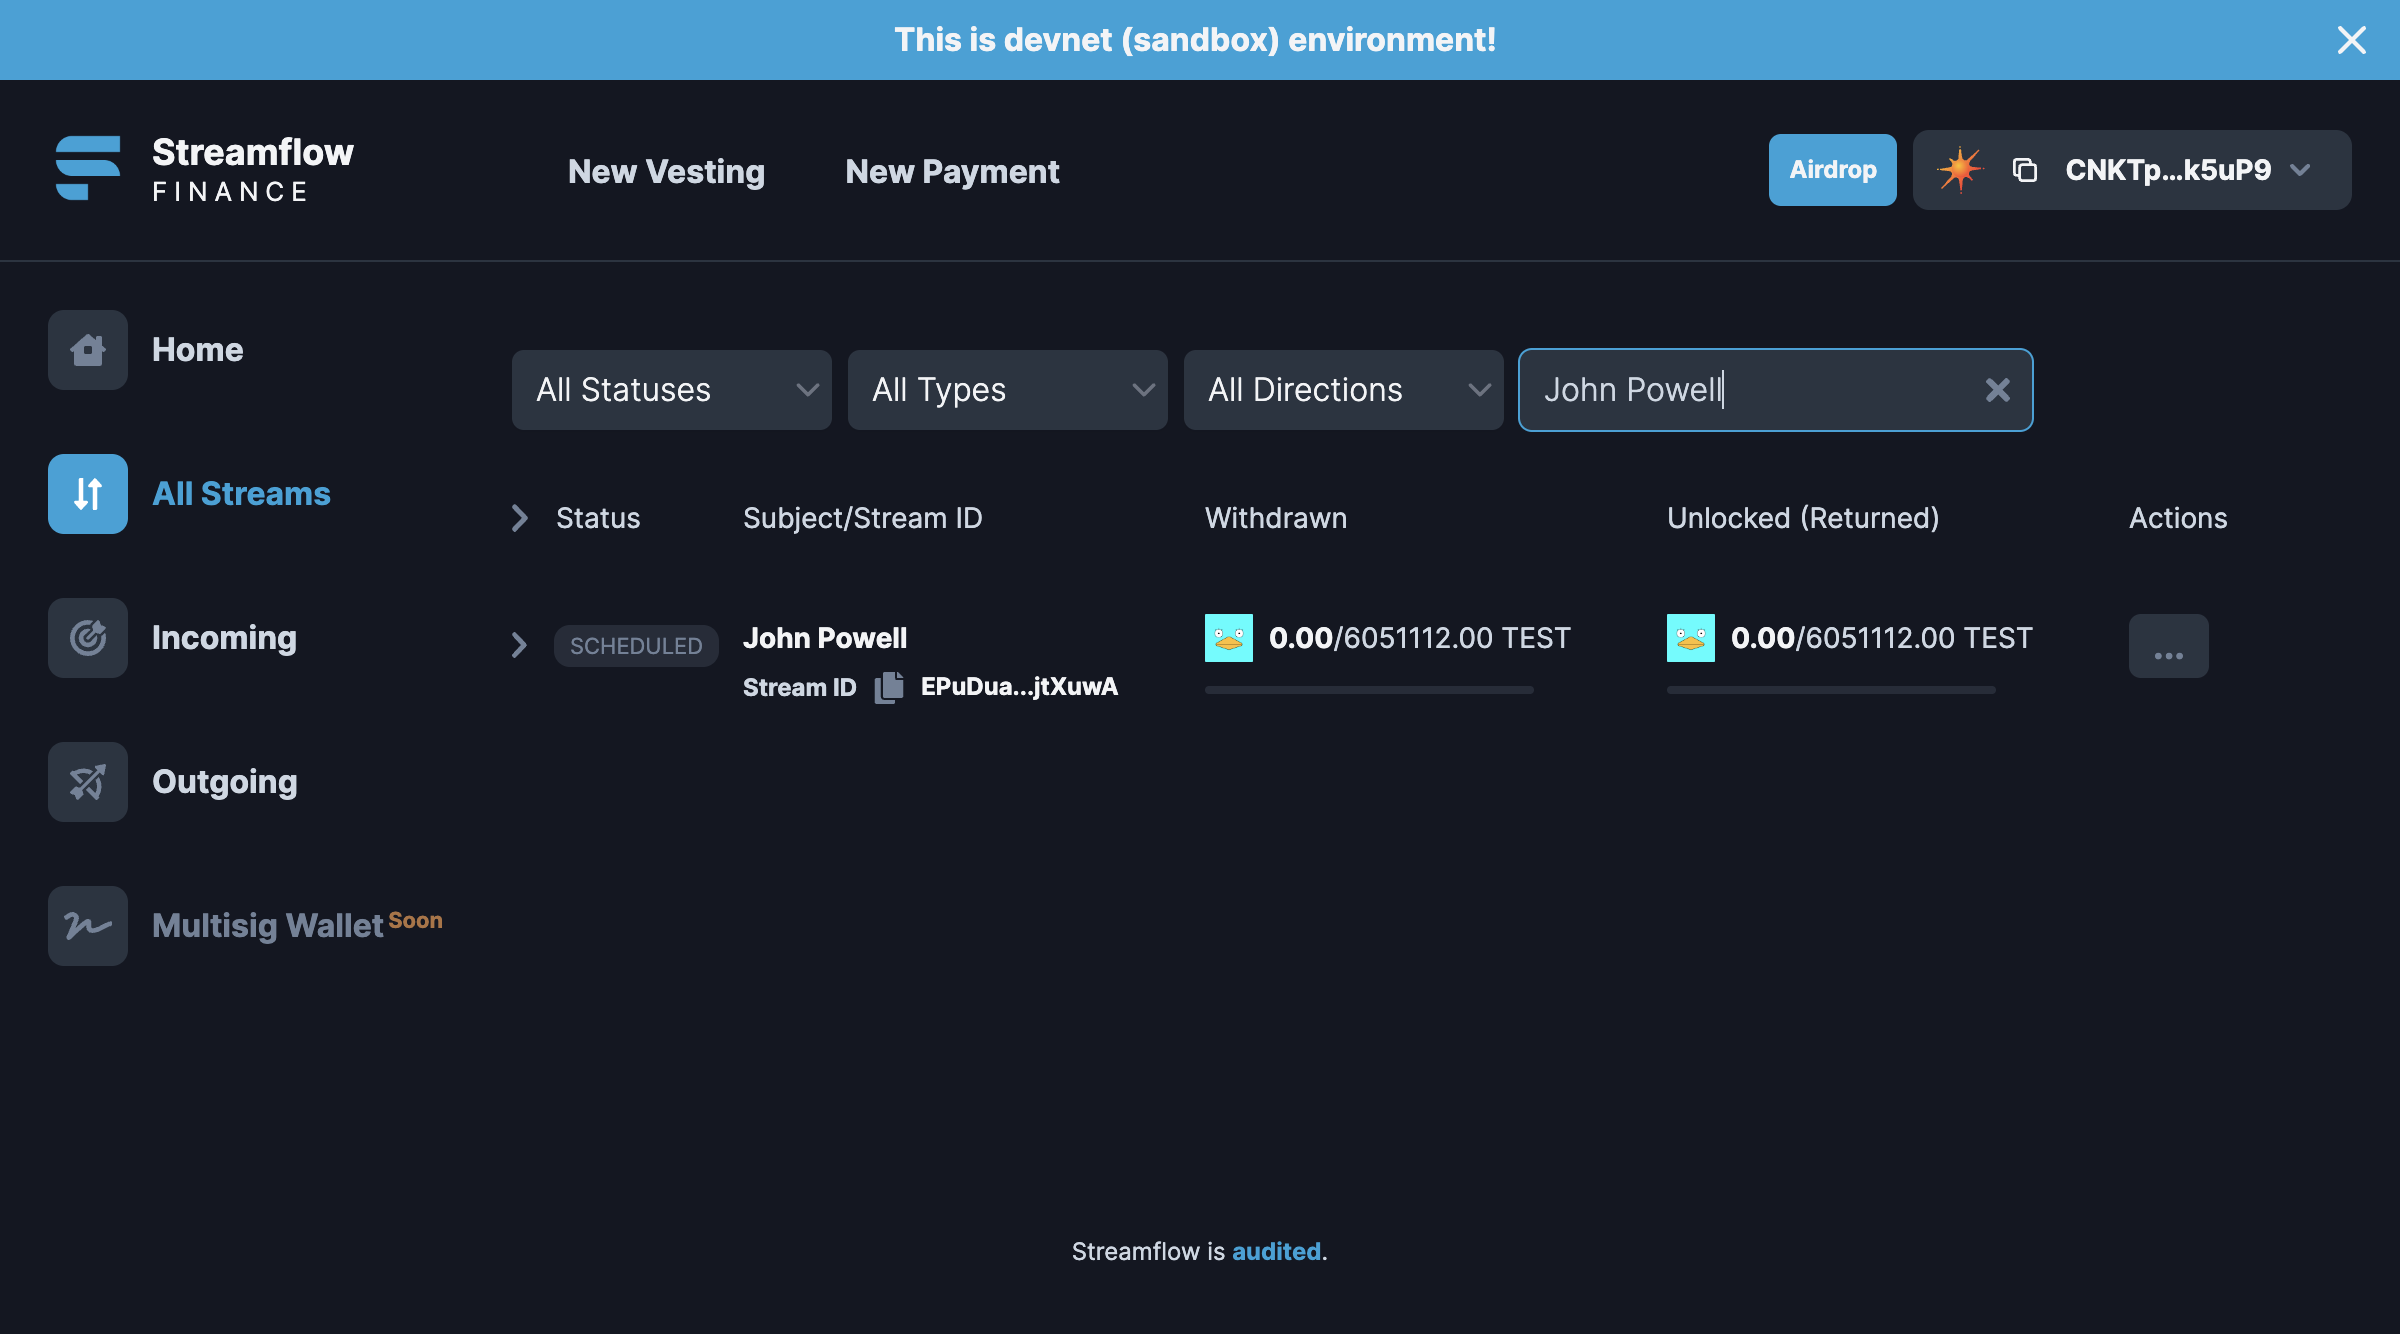 This is devnet (sandbox) environment!
Streamflow
FINANCE
New Vesting
New Payment
Airdrop
CNKTp...k5uP9
Home
All Streams
Incoming
Outgoing
Multisig Wallet Soon
All Statuses
All Types
All Directions
John Powell
Status
Subject/Stream ID
Withdrawn
Unlocked (Returned)
Actions
SCHEDULED
John Powell
Stream ID EPuDua...jtXuwA
0.00/6051112.00 TEST
0.00/6051112.00 TEST
...
Streamflow is audited.